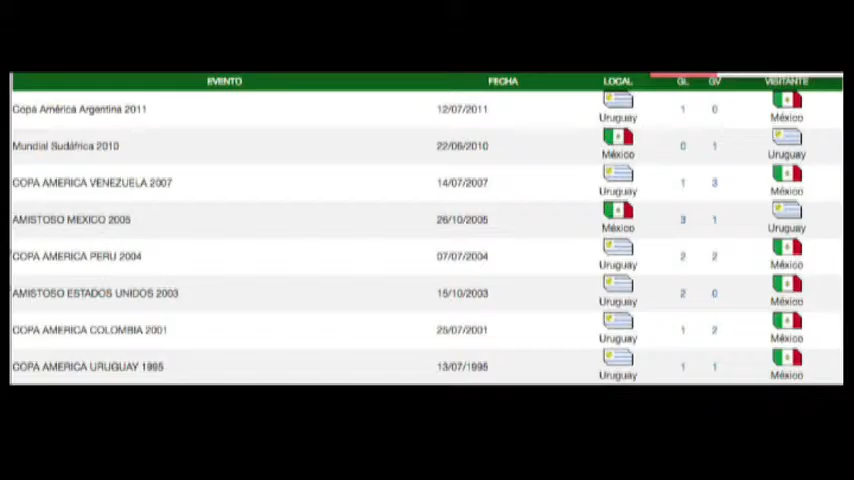 EVENTO FECHA LOCAL GL GV VISITANTE
Copa América Argentina 2011 12/07/2011 Uruguay 1 0 México
Mundial Sudáfrica 2010 22/06/2010 México 0 1 Uruguay
COPA AMERICA VENEZUELA 2007 14/07/2007 Uruguay 1 3 México
AMISTOSO MEXICO 2005 26/10/2005 México 3 1 Uruguay
COPA AMERICA PERU 2004 07/07/2004 Uruguay 2 2 México
AMISTOSO ESTADOS UNIDOS 2003 15/10/2003 Uruguay 2 0 México
COPA AMERICA COLOMBIA 2001 25/07/2001 Uruguay 1 2 México
COPA AMERICA URUGUAY 1995 13/07/1995 Uruguay 1 1 México